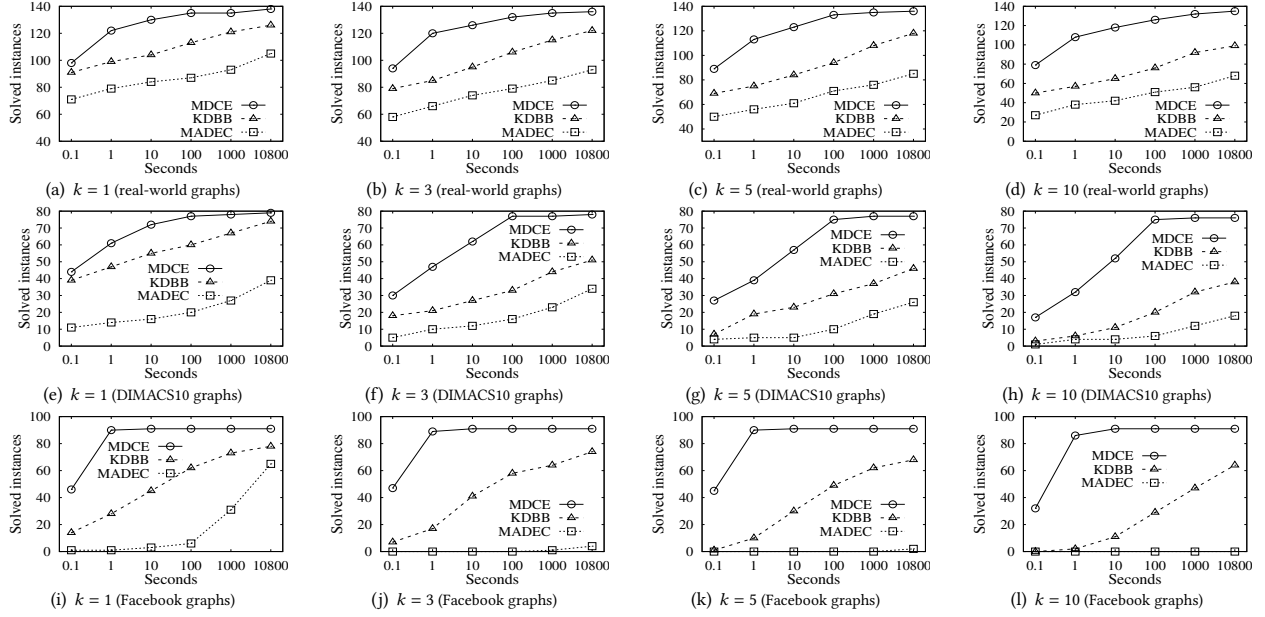 Solved instances
140
120
100
80
60
40
MDCE
KDBB
MADEC
0.1 1 10 100 1000 10800
Seconds
(a) k = 1 (real-world graphs)
Solved instances
140
120
100
80
60
40
MDCE
KDBB
MADEC
0.1 1 10 100 1000 10800
Seconds
(b) k = 3 (real-world graphs)
Solved instances
140
120
100
80
60
40
MDCE
KDBB
MADEC
0.1 1 10 100 1000 10800
Seconds
(c) k = 5 (real-world graphs)
Solved instances
140
120
100
80
60
40
20
0
MDCE
KDBB
MADEC
0.1 1 10 100 1000 10800
Seconds
(d) k = 10 (real-world graphs)
Solved instances
80
70
60
50
40
30
20
10
0
MDCE
KDBB
MADEC
0.1 1 10 100 1000 10800
Seconds
(e) k = 1 (DIMACS10 graphs)
Solved instances
80
70
60
50
40
30
20
10
0
MDCE
KDBB
MADEC
0.1 1 10 100 1000 10800
Seconds
(f) k = 3 (DIMACS10 graphs)
Solved instances
80
70
60
50
40
30
20
10
0
MDCE
KDBB
MADEC
0.1 1 10 100 1000 10800
Seconds
(g) k = 5 (DIMACS10 graphs)
Solved instances
80
70
60
50
40
30
20
10
0
MDCE
KDBB
MADEC
0.1 1 10 100 1000 10800
Seconds
(h) k = 10 (DIMACS10 graphs)
Solved instances
100
80
60
40
20
0
MDCE
KDBB
MADEC
0.1 1 10 100 1000 10800
Seconds
(i) k = 1 (Facebook graphs)
Solved instances
100
80
60
40
20
0
MDCE
KDBB
MADEC
0.1 1 10 100 1000 10800
Seconds
(j) k = 3 (Facebook graphs)
Solved instances
100
80
60
40
20
0
MDCE
KDBB
MADEC
0.1 1 10 100 1000 10800
Seconds
(k) k = 5 (Facebook graphs)
Solved instances
100
80
60
40
20
0
MDCE
KDBB
MADEC
0.1 1 10 100 1000 10800
Seconds
(l) k = 10 (Facebook graphs)